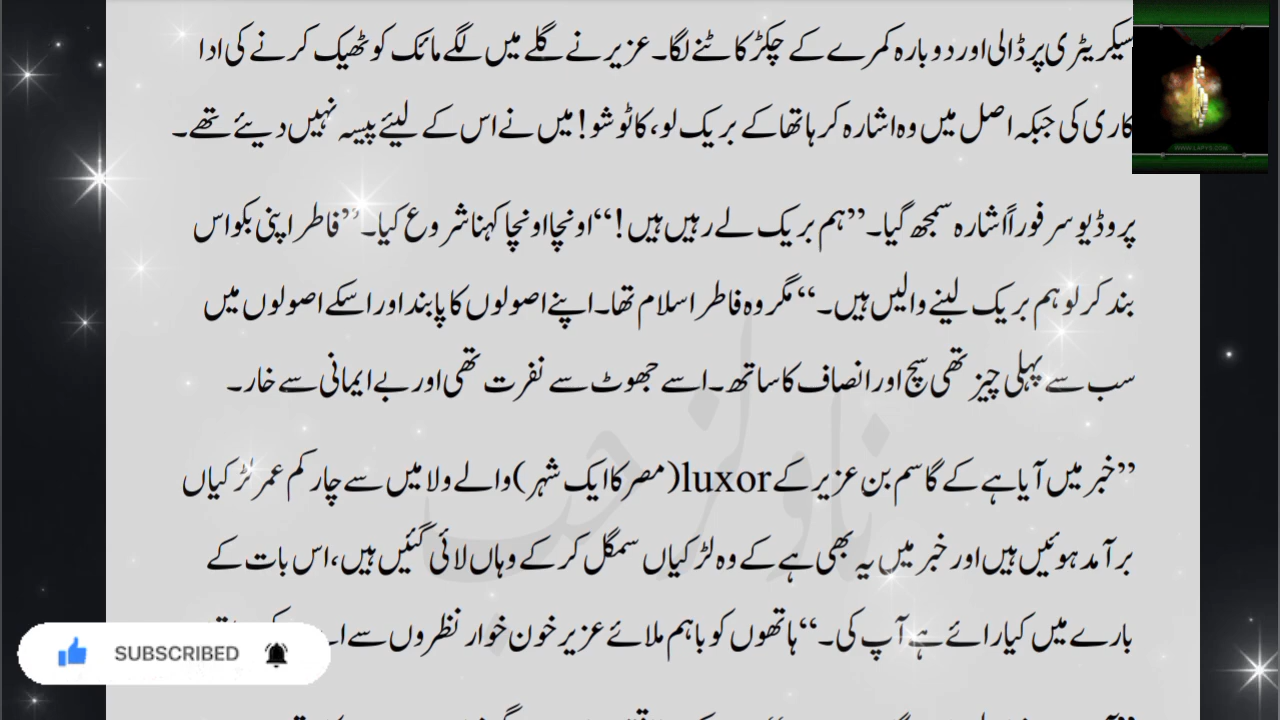 سیکریٹری پر ڈالی اور دوبارہ کمرے کے چکڑ کاٹنے لگا۔ عزیر نے گلے میں لگے مائک کو ٹھیک کرنے کی ادا
کاری کی جبکہ اصل میں وہ اشارہ کر ہا تھا کے بریک لو، کاٹو شو! میں نے اس کے لیئے پیسہ نہیں دیئے تھے۔
پروڈیوسر فوراً اشارہ سمجھ گیا۔ ”ہم بریک لے رہیں ہیں!“ اونچا اونچا کہنا شروع کیا۔ ”فاطر اپنی بکواس
بند کر لو ہم بریک لینے والیں ہیں۔“ مگر وہ فاطر اسلام تھا۔ اپنے اصولوں کا پابند اور اسکے اصولوں میں
سب سے پہلی چیز تھی سچ اور انصاف کا ساتھ۔ اسے جھوٹ سے نفرت تھی اور بے ایمانی سے خار۔
”خبر میں آیا ہے کے گاسم بن عزیر کے luxor (مصر کا ایک شہر) والے ولا میں سے چار کم عمر لڑکیاں
برآمد ہوئیں ہیں اور خبر میں یہ بھی ہے کے وہ لڑکیاں سمگل کر کے وہاں لائی گئیں ہیں، اس بات کے
بارے میں کیا رائے ہے آپ کی۔“ ہاتھوں کو باہم ملائے عزیر خون خوار نظروں سے
SUBSCRIBED
ناولز حب